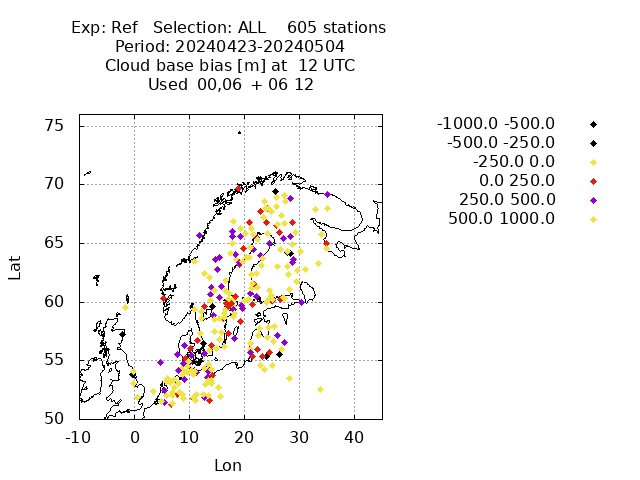 Exp: Ref   Selection: ALL    605 stations
Period: 20240423-20240504
Cloud base bias [m] at  12 UTC
Used  00,06  + 06 12
-1000.0 -500.0
-500.0 -250.0
-250.0 0.0
0.0 250.0
250.0 500.0
500.0 1000.0
75
70
65
60
55
50
Lat
-10 0 10 20 30 40
Lon